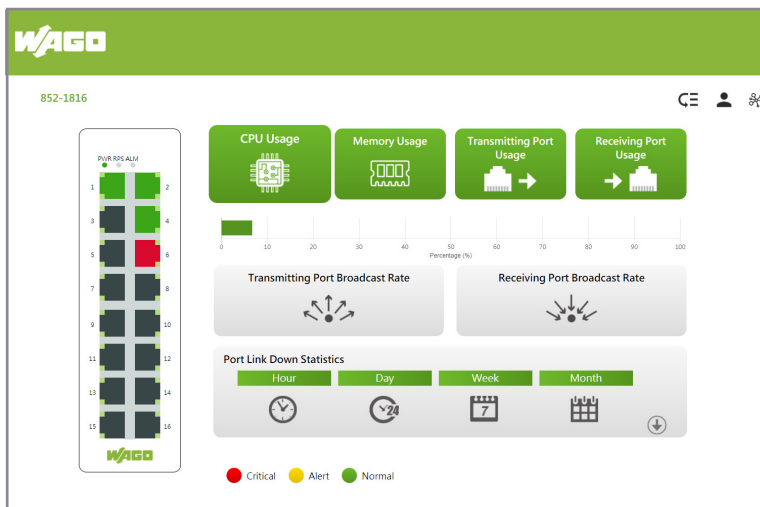 WAGO
852-1816
PWR RPS ALM
1 2
3 4
5 6
7 8
9 10
11 12
13 14
15 16
WAGO
CPU Usage
Memory Usage
Transmitting Port
Usage
Receiving Port
Usage
0 10 20 30 40 50 60 70 80 90 100
Percentage (%)
Transmitting Port Broadcast Rate
Receiving Port Broadcast Rate
Port Link Down Statistics
Hour Day Week Month
24 7
Critical Alert Normal